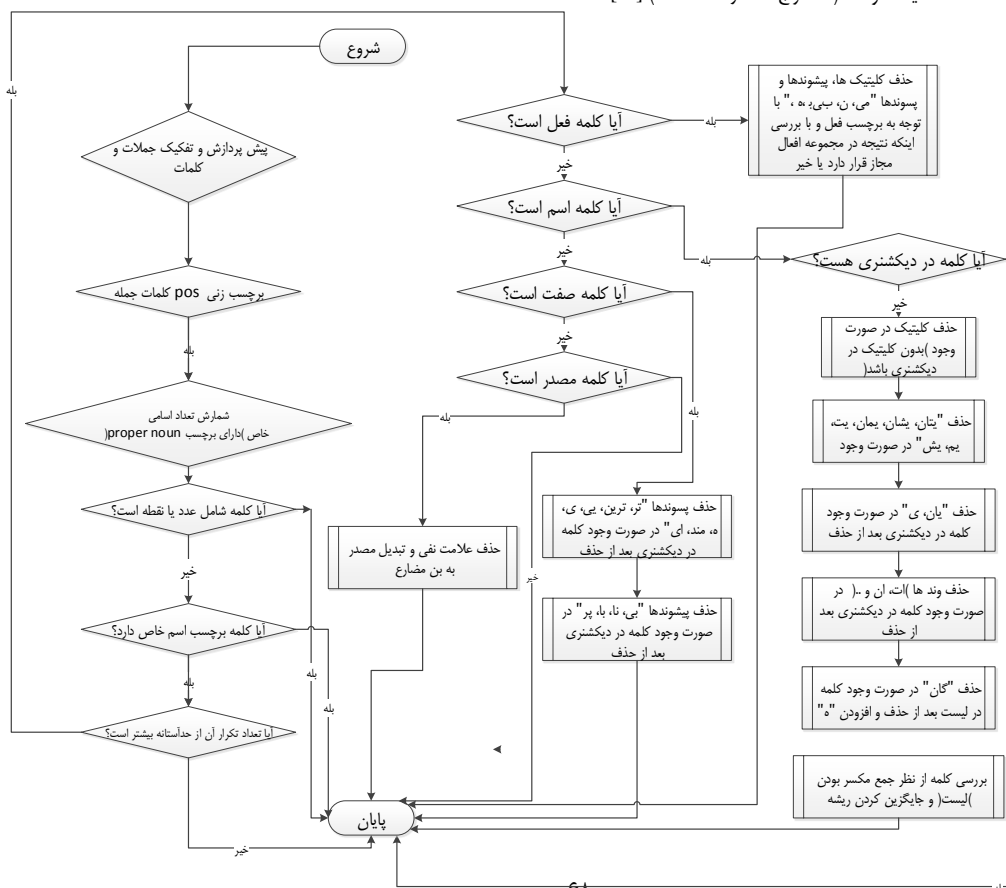 شروع
پیش پردازش و تفکیک جملات و
کلمات
برچسب زنی pos کلمات جمله
بله
شمارش تعداد اسامی
خاص )دارای برچسب proper noun(
آیا کلمه شامل عدد یا نقطه است؟
بله
خیر
آیا کلمه برچسب اسم خاص دارد؟
بله
بله
آیا تعداد تکرار آن از حدآستانه بیشتر است؟
بله
خیر
آیا کلمه فعل است؟
بله
حذف کلیتیک ها، پیشوندها و
توجه به برچسب فعل و با بررسی
اینکه نتیجه در مجموعه افعال
مجاز قرار دارد یا خیر
خیر
آیا کلمه اسم است؟
بله
خیر
آیا کلمه صفت است؟
بله
خیر
آیا کلمه مصدر است؟
بله
خیر
حذف علامت نفی و تبدیل مصدر
به بن مضارع
حذف پسوندها "تر، ترین، یی، ی،
ه، مند، ای" در صورت وجود کلمه
در دیکشنری بعد از حذف
حذف پیشوندها "بی، نا، با، پر" در
صورت وجود کلمه در دیکشنری
بعد از حذف
آیا کلمه در دیکشنری هست؟
خیر
حذف کلیتیک در صورت
وجود )بدون کلیتیک در
دیکشنری باشد(
حذف "یتان، یشان، یمان، یت،
یم، یش" در صورت وجود
حذف "یان، ی" در صورت وجود
کلمه در دیکشنری بعد از حذف
حذف وند ها )ات، ان و ..( در
صورت وجود کلمه در دیکشنری بعد
از حذف
حذف "گان" در صورت وجود کلمه
در لیست بعد از حذف و افزودن "ه"
بررسی کلمه از نظر جمع مکسر بودن
)لیست( و جایگزین کردن ریشه
پایان